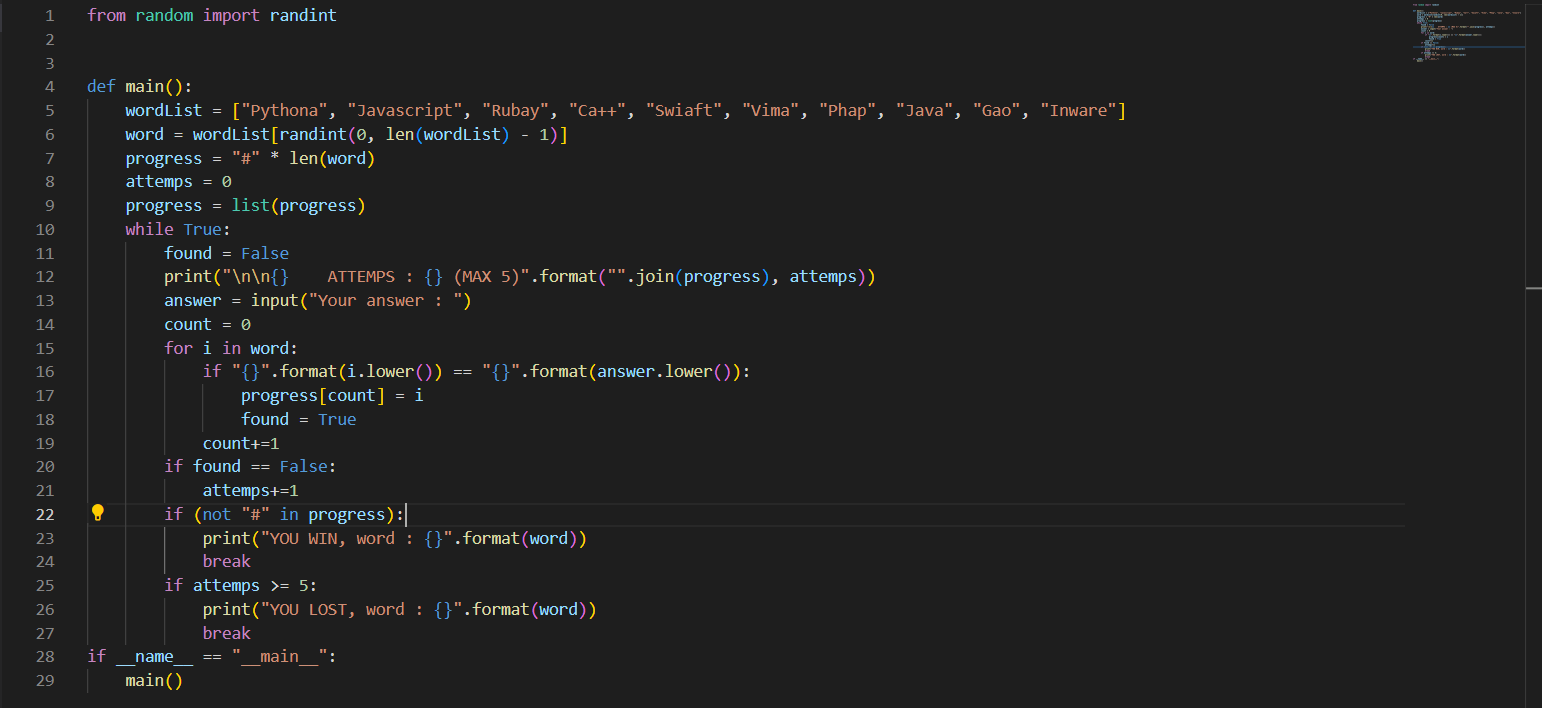 1 from random import randint
2
3
4 def main():
5     wordList = ["Pythona", "Javascript", "Rubay", "Ca++", "Swiaft", "Vima", "Phap", "Java", "Gao", "Inware"]
6     word = wordList[randint(0, len(wordList) - 1)]
7     progress = "#" * len(word)
8     attemps = 0
9     progress = list(progress)
10     while True:
11         found = False
12         print("\n\n{}    ATTEMPS : {} (MAX 5)".format("".join(progress), attemps))
13         answer = input("Your answer : ")
14         count = 0
15         for i in word:
16             if "{}".format(i.lower()) == "{}".format(answer.lower()):
17                 progress[count] = i
18                 found = True
19             count+=1
20         if found == False:
21             attemps+=1
22         if (not "#" in progress):
23             print("YOU WIN, word : {}".format(word))
24             break
25         if attemps >= 5:
26             print("YOU LOST, word : {}".format(word))
27             break
28 if __name__ == "__main__":
29     main()